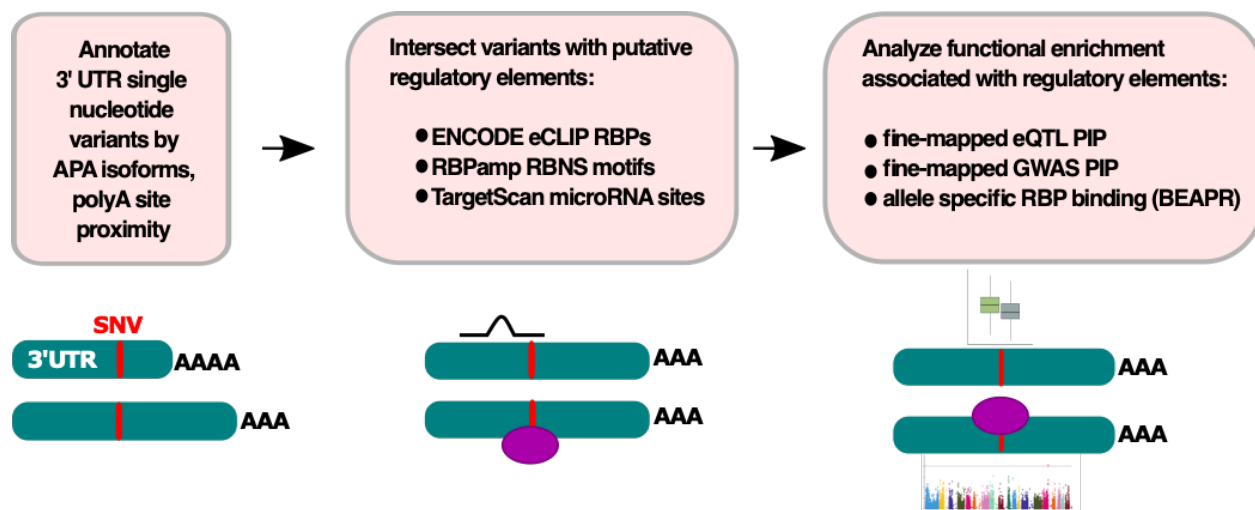 Annotate
3' UTR single
nucleotide
variants by
APA isoforms,
polyA site
proximity
Intersect variants with putative
regulatory elements:
● ENCODE eCLIP RBPs
● RBPamp RBNS motifs
● TargetScan microRNA sites
Analyze functional enrichment
associated with regulatory elements:
● fine-mapped eQTL PIP
● fine-mapped GWAS PIP
● allele specific RBP binding (BEAPR)
SNV
3'UTR
AAAA
AAA
AAA
AAA
AAA
AAA